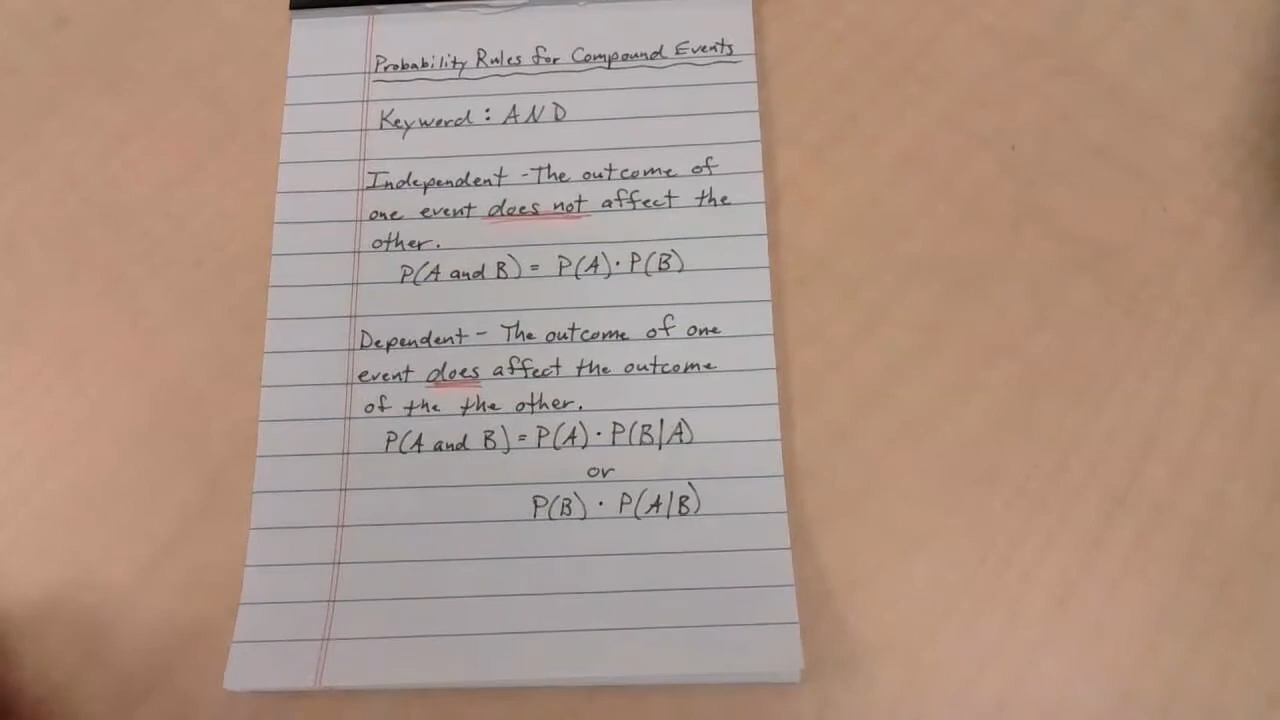 Probability Rules for Compound Events
Keyword: AND
Independent - The outcome of
one event does not affect the
other.
P(A and B) = P(A) · P(B)
Dependent - The outcome of one
event does affect the outcome
of the the other.
P(A and B) = P(A) · P(B|A)
or
P(B) · P(A|B)